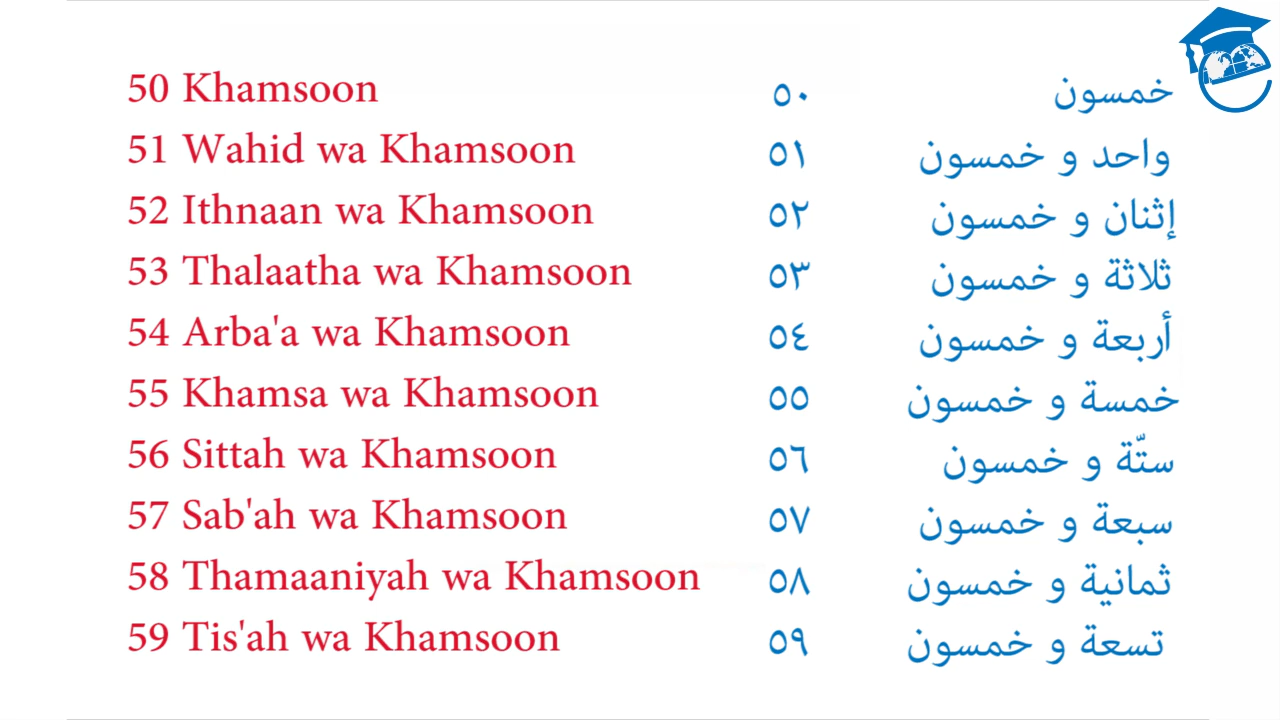 50 Khamsoon ٥٠ خمسون
51 Wahid wa Khamsoon ٥١ واحد و خمسون
52 Ithnaan wa Khamsoon ٥٢ إثنان و خمسون
53 Thalaatha wa Khamsoon ٥٣ ثلاثة و خمسون
54 Arba'a wa Khamsoon ٥٤ أربعة و خمسون
55 Khamsa wa Khamsoon ٥٥ خمسة و خمسون
56 Sittah wa Khamsoon ٥٦ ستّة و خمسون
57 Sab'ah wa Khamsoon ٥٧ سبعة و خمسون
58 Thamaaniyah wa Khamsoon ٥٨ ثمانية و خمسون
59 Tis'ah wa Khamsoon ٥٩ تسعة و خمسون